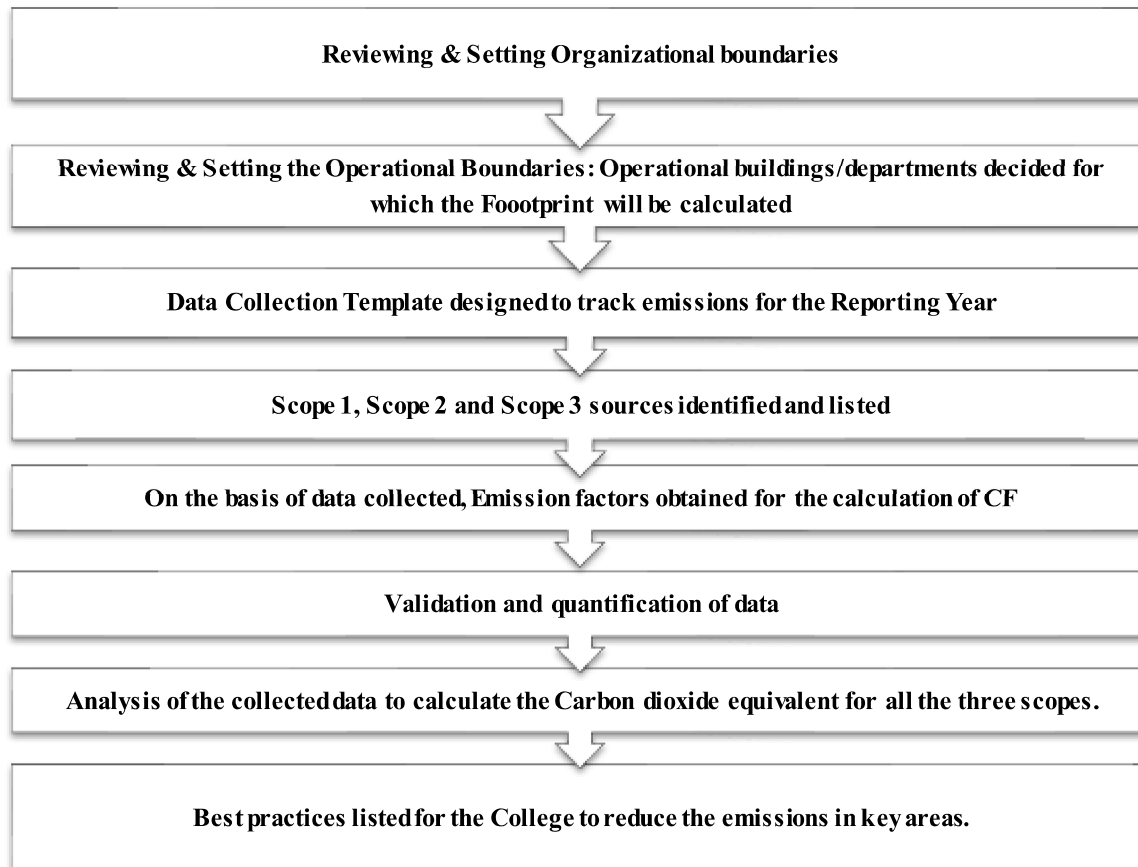 Reviewing & Setting Organizational boundaries
Reviewing & Setting the Operational Boundaries: Operational buildings/departments decided for
which the Foootprint will be calculated
Data Collection Template designed to track emissions for the Reporting Year
Scope 1, Scope 2 and Scope 3 sources identified and listed
On the basis of data collected, Emission factors obtained for the calculation of CF
Validation and quantification of data
Analysis of the collected data to calculate the Carbon dioxide equivalent for all the three scopes.
Best practices listed for the College to reduce the emissions in key areas.